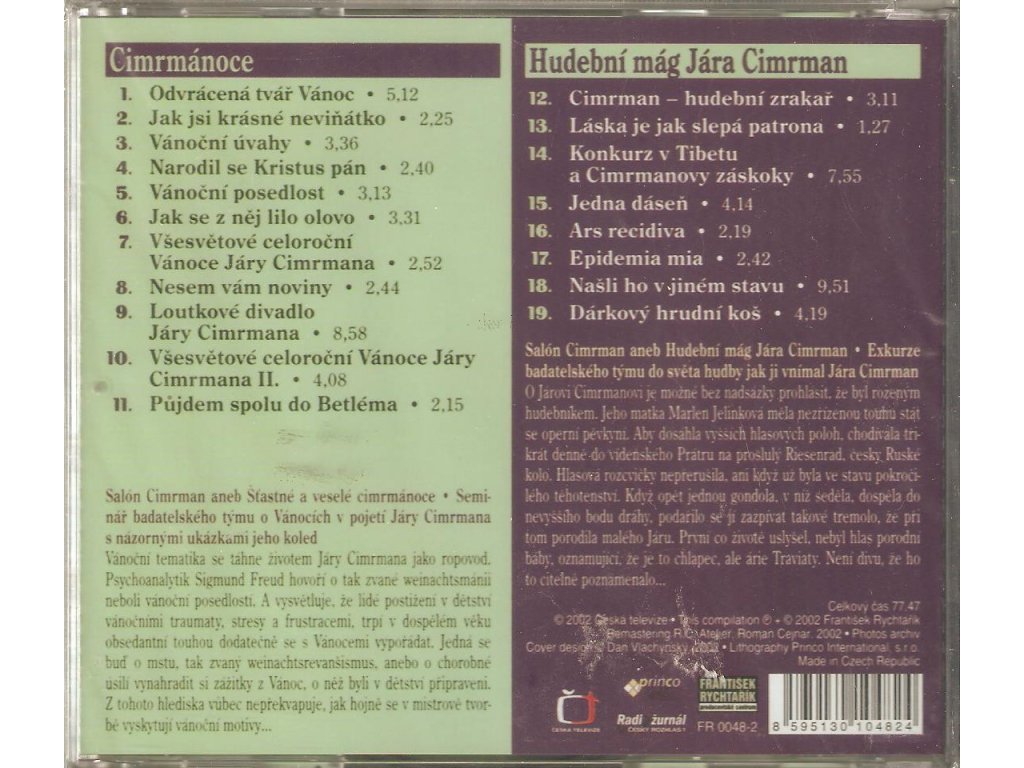 Cimrmánoce
1. Odvrácená tvář Vánoc • 5,12
2. Jak jsi krásné neviňátko • 2,25
3. Vánoční úvahy • 3,36
4. Narodil se Kristus pán • 2,40
5. Vánoční posedlost • 3,13
6. Jak se z něj lilo olovo • 3,31
7. Všesvětové celoroční
Vánoce Járy Cimrmana • 2,52
8. Nesem vám noviny • 2,44
9. Loutkové divadlo
Járy Cimrmana • 8,58
10. Všesvětové celoroční Vánoce Járy
Cimrmana II. • 4,08
11. Půjdem spolu do Betléma • 2,15
Salón Cimrman aneb Šťastné a veselé cimrmánoce • Semi-
nář badatelského týmu o Vánocích v pojetí Járy Cimrmana
s názornými ukázkami jeho koled
Vánoční tematika se táhne životem Járy Cimrmana jako ropovod.
Psychoanalytik Sigmund Freud hovoří o tak zvané weinachtsmánii
neboli vánoční posedlosti. A vysvětluje, že lidé postižení v dětství
vánočními traumaty, stresy a frustracemi, trpí v dospělém věku
obsedantní touhou dodatečně se s Vánocemi vypořádat. Jedná se
buď o mstu, tak zvaný weinachtsrevanšismus, anebo o chorobné
úsilí vynahradit si zážitky z Vánoc, o něž byli v dětství připraveni.
Z tohoto hlediska vůbec nepřekvapuje, jak hojně se v mistrově tvor-
bě vyskytují vánoční motivy...
Hudební mág Jára Cimrman
12. Cimrman – hudební zrakař • 3,11
13. Láska je jak slepá patrona • 1,27
14. Konkurz v Tibetu
a Cimrmanovy záskoky • 7,55
15. Jedna dáseň • 4,14
16. Ars recidiva • 2,19
17. Epidemia mia • 2,42
18. Našli ho v jiném stavu • 9,51
19. Dárkový hrudní koš • 4,19
Salón Cimrman aneb Hudební mág Jára Cimrman • Exkurze
badatelského týmu do světa hudby jak ji vnímal Jára Cimrman
O Járovi Cimrmanovi je možné bez nadsázky prohlásit, že byl rozeným
hudebníkem. Jeho matka Marlen Jelinková měla nezřízenou touhu stát
se operní pěvkyní. Aby dosáhla vyšších hlasových poloh, chodívala tři-
krát denně do vídeňského Prátru na proslulý Riesenrad, česky Ruské
kolo. Hlasová rozcvičky nepřerušila, ani když už byla ve stavu pokroči-
lého těhotenství. Když opět jednou gondola, v níž seděla, dospěla do
nevyššího bodu dráhy, podařilo se jí zazpívat takové tremolo, že při
tom porodila malého Járu. První co v životě uslyšel, nebyl hlas porodní
báby, oznamující, že je to chlapec, ale árie Traviaty. Není divu, že ho
to citelně poznamenalo...
Celkový čas 77.47
© 2002 Česká televize • This compilation ℗ + © 2002 František Rychtařík
Remastering R.C. Atelier, Roman Cejnar, 2002 • Photos archiv
Cover design © Dan Vlachynský, 2002 • Lithography Princo International, s.r.o.
Made in Czech Republic
ČESKÁ TELEVIZE
princo
Radiožurnál
ČESKÝ ROZHLAS 1
FRANTIŠEK
RYCHTAŘÍK
producentské centrum
FR 0048-2
8 595130 104824